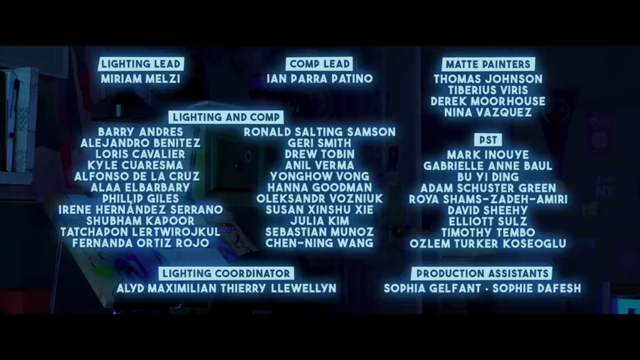 LIGHTING LEAD
MIRIAM MELZI
COMP LEAD
IAN PARRA PATINO
MATTE PAINTERS
THOMAS JOHNSON
TIBERIUS VIRIS
DEREK MOORHOUSE
NINA VAZQUEZ
LIGHTING AND COMP
BARRY ANDRES
ALEJANDRO BENITEZ
LORIS CAVALIER
KYLE CUARESMA
ALFONSO DE LA CRUZ
ALAA ELBARBARY
PHILLIP GILES
IRENE HERNÁNDEZ SERRANO
SHUBHAM KAPOOR
TATCHAPON LERTWIROJKUL
FERNANDA ORTIZ ROJO
RONALD SALTING SAMSON
GERI SMITH
DREW TOBIN
ANIL VERMA
YONGHOW VONG
HANNA GOODMAN
OLEKSANDR VOZNIUK
SUSAN XINSHU XIE
JULIA KIM
SEBASTIAN MUNOZ
CHEN-NING WANG
PST
MARK INOUYE
GABRIELLE ANNE BAUL
BU YI DING
ADAM SCHUSTER GREEN
ROYA SHAMS-ZADEH-AMIRI
DAVID SHEEHY
ELLIOTT SULZ
TIMOTHY TEMBO
OZLEM TURKER KOSEOGLU
LIGHTING COORDINATOR
ALYD MAXIMILIAN THIERRY LLEWELLYN
PRODUCTION ASSISTANTS
SOPHIA GELFANT • SOPHIE DAFESH